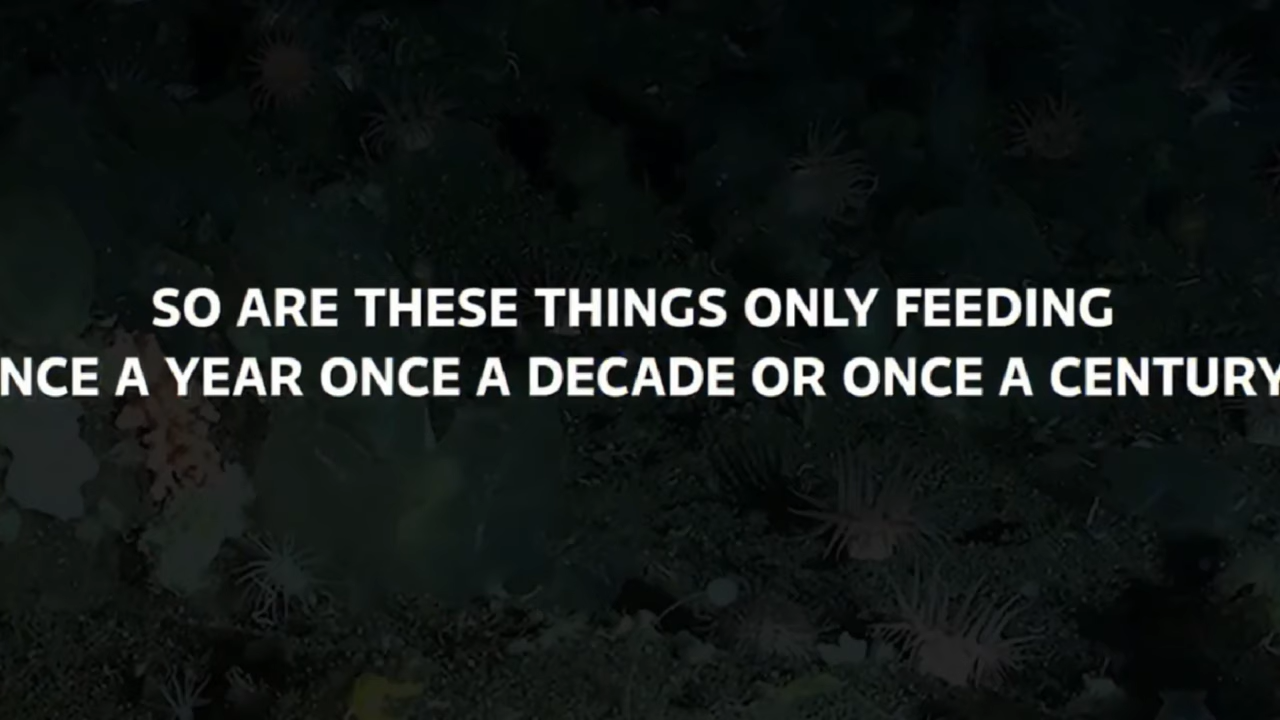 SO ARE THESE THINGS ONLY FEEDING
NCE A YEAR ONCE A DECADE OR ONCE A CENTURY